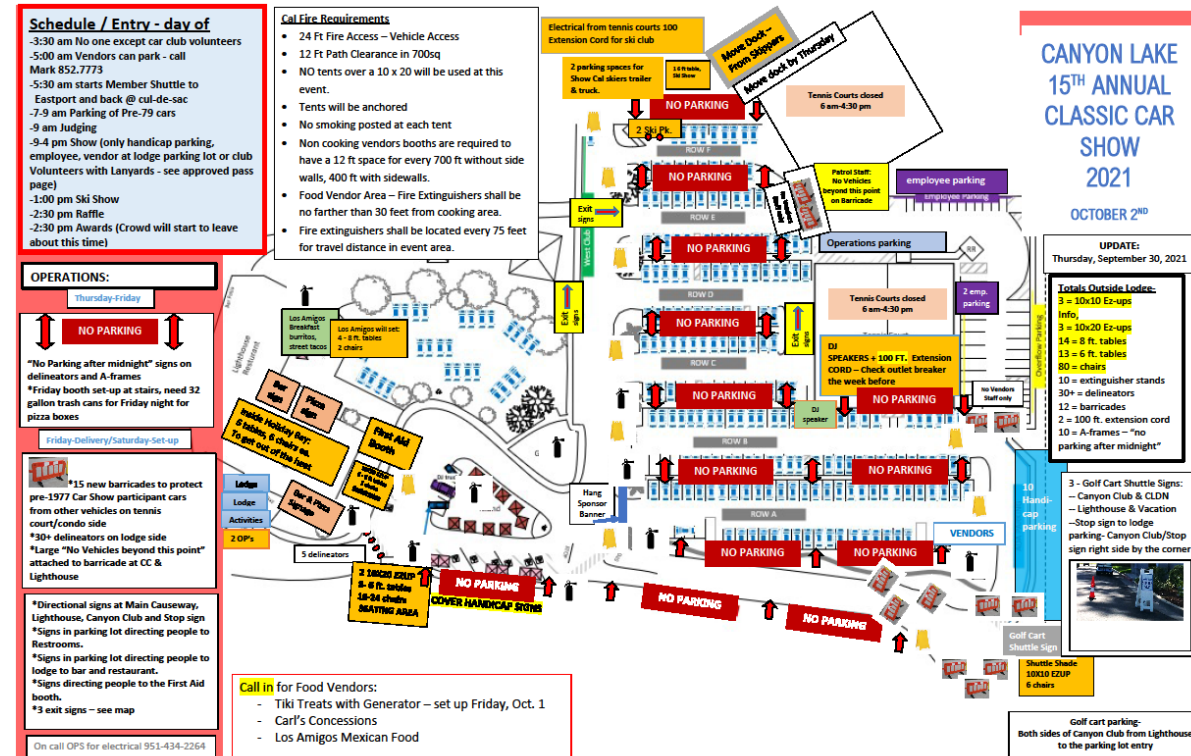 Schedule / Entry - day of
-3:30 am No one except car club volunteers
-5:00 am Vendors can park - call
Mark 852.7773
-5:30 am starts Member Shuttle to
Eastport and back @ cul-de-sac
-7-9 am Parking of Pre-79 cars
-9 am Judging
-9-4 pm Show (only handicap parking,
employee, vendor at lodge parking lot or club
Volunteers with Lanyards - see approved pass
page)
-1:00 pm Ski Show
-2:30 pm Raffle
-2:30 pm Awards (Crowd will start to leave
about this time)
Cal Fire Requirements
• 24 Ft Fire Access – Vehicle Access
• 12 Ft Path Clearance in 700sq
• NO tents over a 10 x 20 will be used at this
event.
• Tents will be anchored
• No smoking posted at each tent
• Non cooking vendors booths are required to
have a 12 ft space for every 700 ft without side
walls, 400 ft with sidewalls.
• Food Vendor Area – Fire Extinguishers shall be
no farther than 30 feet from cooking area.
• Fire extinguishers shall be located every 75 feet
for travel distance in event area.
Electrical from tennis courts 100
Extension Cord for ski club
2 parking spaces for
Show Cal skiers trailer
& truck.
1 6 ft table,
Ski Show
Move Dock –
From Skippers
Move dock by Thursday
Tennis Courts closed
6 am-4:30 pm
CANYON LAKE
15TH ANNUAL
CLASSIC CAR
SHOW
2021
OCTOBER 2ND
NO PARKING
2 Ski Pk.
ROW F
NO PARKING
Patrol Staff:
No Vehicles
beyond this point
on Barricade
employee parking
Employee Parking
Exit
signs
West Club
ROW E
NO PARKING
Operations parking
RR
ROW D
Exit
signs
NO PARKING
Exit
signs
Tennis Courts closed
6 am-4:30 pm
Tennis Court
2 emp.
parking
Overflow Parking
ROW C
DJ
SPEAKERS + 100 FT. Extension
CORD – Check outlet breaker
the week before
NO PARKING
NO PARKING
No Vendors
Staff only
DJ
speaker
ROW B
NO PARKING
NO PARKING
Hang
Sponsor
Banner
ROW A
VENDORS
10
Handi-
cap
parking
NO PARKING
NO PARKING
UPDATE:
Thursday, September 30, 2021
Totals Outside Lodge-
3 = 10x10 Ez-ups
Info,
3 = 10x20 Ez-ups
14 = 8 ft. tables
13 = 6 ft. tables
80 = chairs
10 = extinguisher stands
30+ = delineators
12 = barricades
2 = 100 ft. extension cord
10 = A-frames – "no
parking after midnight"
3 - Golf Cart Shuttle Signs:
-- Canyon Club & CLDN
-- Lighthouse & Vacation
--Stop sign to lodge
parking- Canyon Club/Stop
sign right side by the corner
OPERATIONS:
Thursday-Friday
NO PARKING
"No Parking after midnight" signs on
delineators and A-frames
*Friday booth set-up at stairs, need 32
gallon trash cans for Friday night for
pizza boxes
Friday-Delivery/Saturday-Set-up
*15 new barricades to protect
pre-1977 Car Show participant cars
from other vehicles on tennis
court/condo side
*30+ delineators on lodge side
*Large "No Vehicles beyond this point"
attached to barricade at CC &
Lighthouse
*Directional signs at Main Causeway,
Lighthouse, Canyon Club and Stop sign
*Signs in parking lot directing people to
Restrooms.
*Signs in parking lot directing people to
lodge to bar and restaurant.
*Signs directing people to the First Aid
booth.
*3 exit signs – see map
On call OPS for electrical 951-434-2264
Lighthouse
Resturant
Los Amigos
Breakfast
burritos,
street tacos
Los Amigos will set:
4 – 8 ft. tables
2 chairs
Bar
sign
Pizza
sign
Inside Holiday Bay:
6 tables, 6 chairs ea.
To get out of the heat
First Aid
Booth
Lodge
Lodge
Activities
2 OP's
Bar & Pizza
Signage
5 delineators
2 10X20 EZUP
8- 6 ft. tables
16-24 chairs
SEATING AREA
NO PARKING
COVER HANDICAP SIGNS
NO PARKING
NO PARKING
Golf Cart
Shuttle Sign
Shuttle Shade
10X10 EZUP
6 chairs
Call in for Food Vendors:
- Tiki Treats with Generator – set up Friday, Oct. 1
- Carl's Concessions
- Los Amigos Mexican Food
Golf cart parking-
Both sides of Canyon Club from Lighthouse
to the parking lot entry